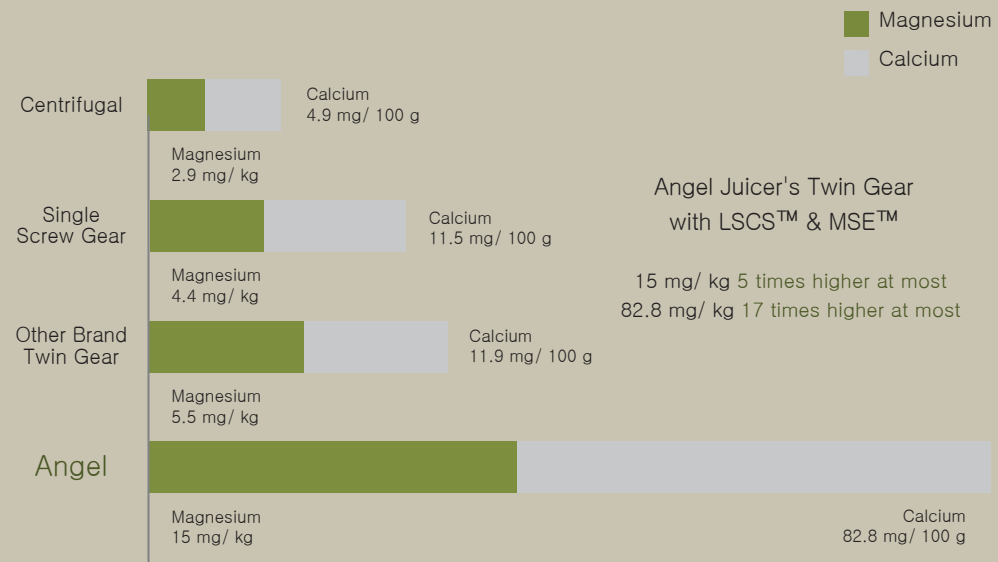 Magnesium
Calcium
Centrifugal
Calcium
4.9 mg/ 100 g
Magnesium
2.9 mg/ kg
Single
Screw Gear
Calcium
11.5 mg/ 100 g
Magnesium
4.4 mg/ kg
Other Brand
Twin Gear
Calcium
11.9 mg/ 100 g
Magnesium
5.5 mg/ kg
Angel
Magnesium
15 mg/ kg
Calcium
82.8 mg/ 100 g
Angel Juicer's Twin Gear
with LSCS™ & MSE™
15 mg/ kg 5 times higher at most
82.8 mg/ kg 17 times higher at most